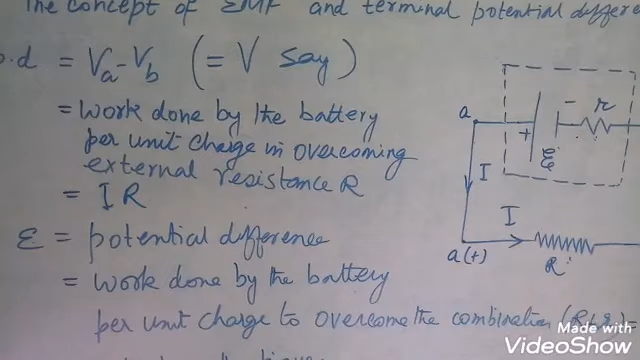 The concept of EMF and terminal potential differe
p.d = Va - Vb (= V say)
= work done by the battery
per unit charge in overcoming
external resistance R
= I R
ε = potential difference
= work done by the battery
per unit charge to overcome the combination (R & r) =
a
+
-
r
ε
I
I
a(+)
R
Made with
VideoShow